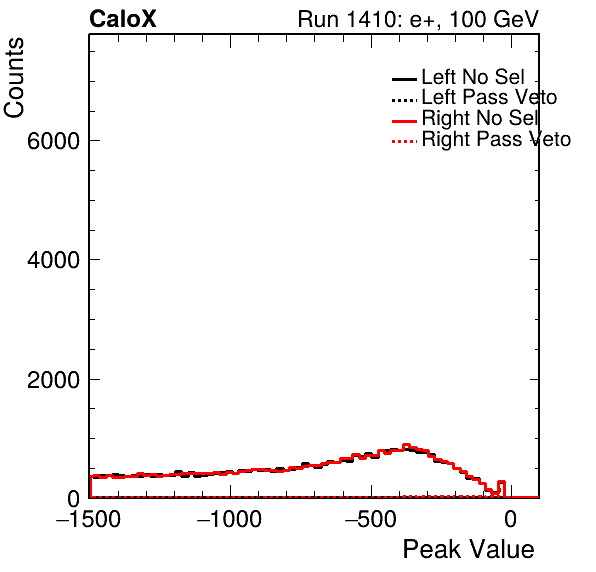 CaloX Run 1410: e+, 100 GeV
Counts
Left No Sel
Left Pass Veto
Right No Sel
Right Pass Veto
6000
4000
2000
0
−1500 −1000 −500 0
Peak Value